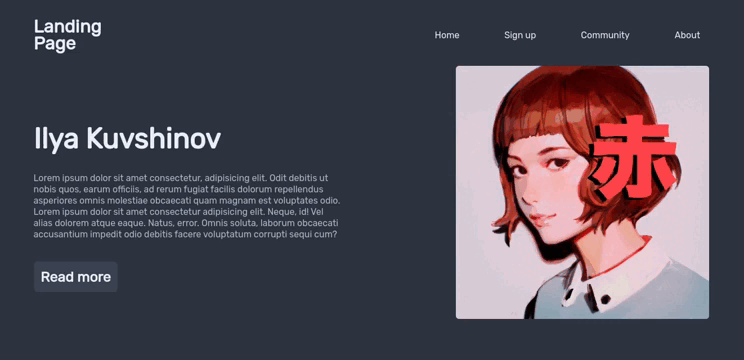 Landing
Page
Home
Sign up
Community
About
Ilya Kuvshinov
Lorem ipsum dolor sit amet consectetur, adipisicing elit. Odit debitis ut
nobis quos, earum officiis, ad rerum fugiat facilis dolorum repellendus
asperiores omnis molestiae obcaecati quam magnam est voluptates odio.
Lorem ipsum dolor sit amet consectetur adipisicing elit. Neque, id! Vel
alias dolorem atque eaque. Natus, error. Omnis soluta, laborum obcaecati
accusantium impedit odio debitis facere voluptatum corrupti sequi cum?
Read more
赤